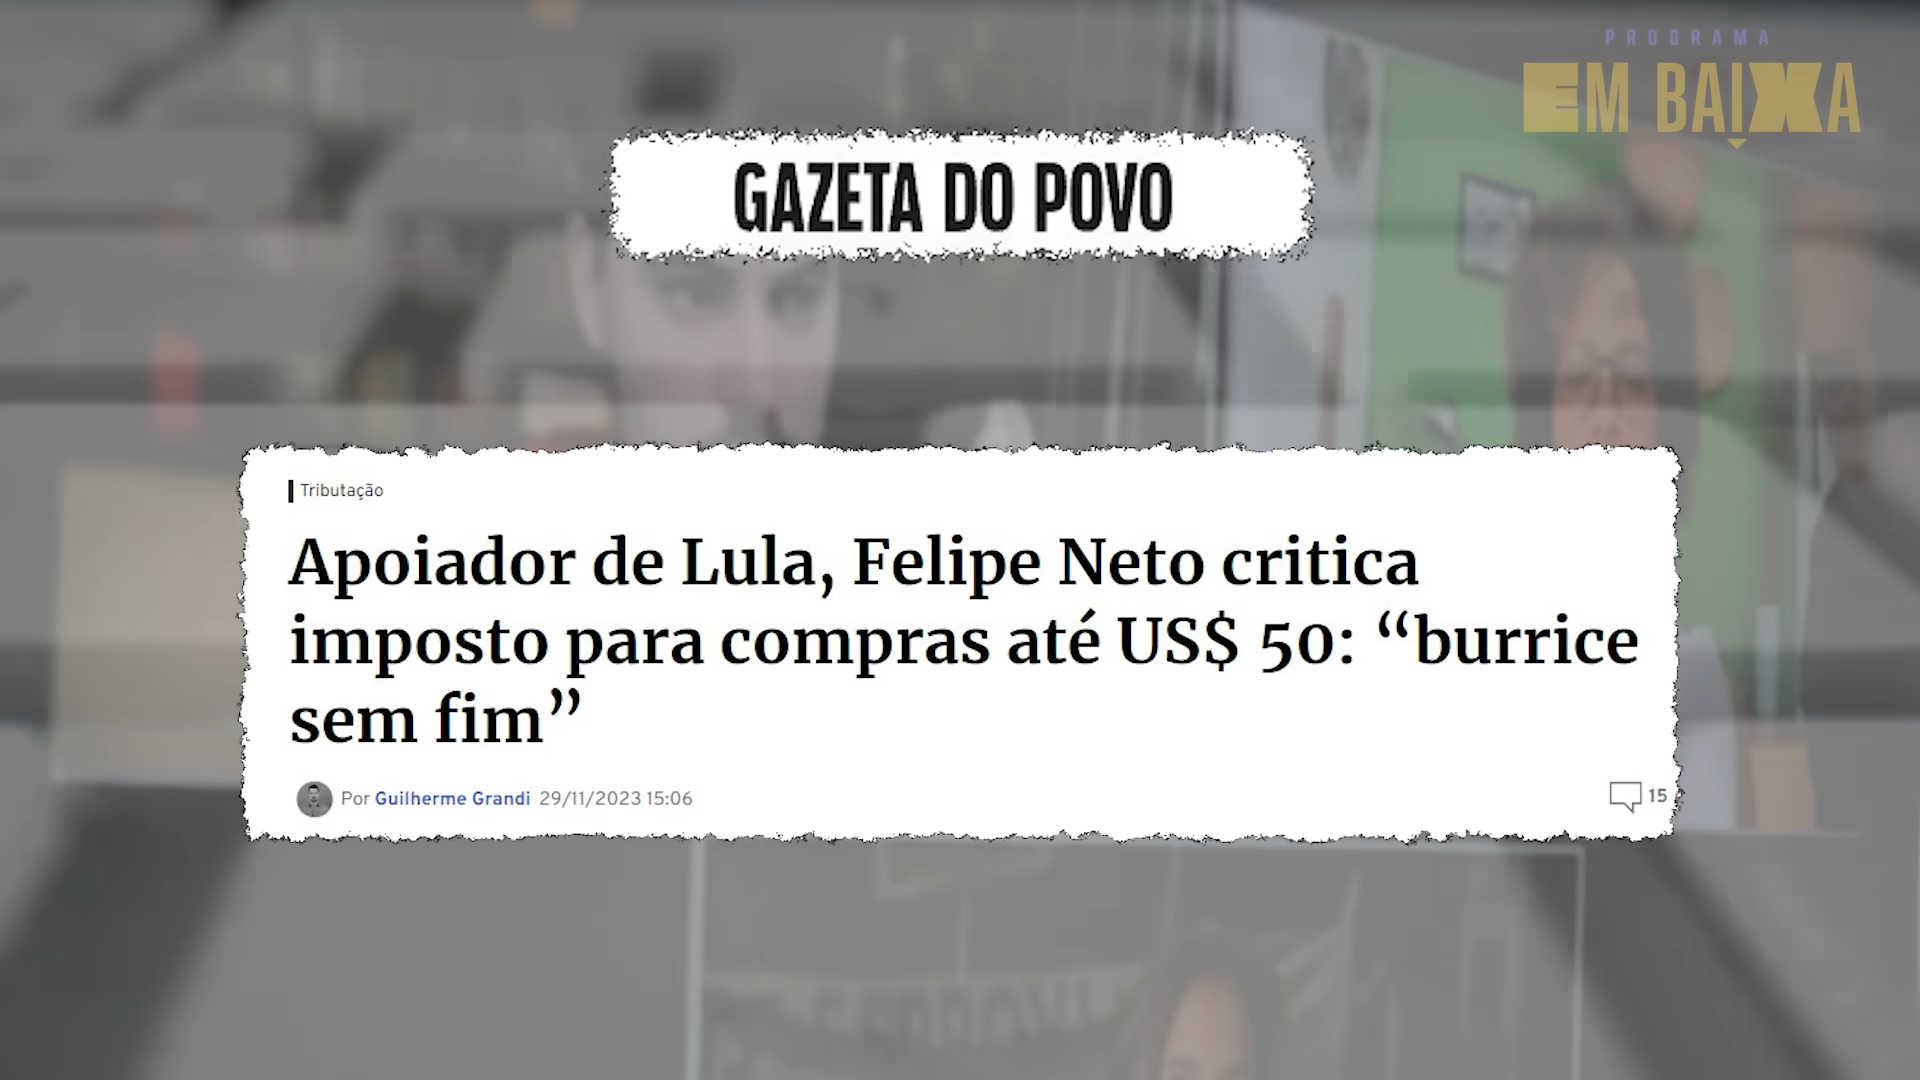 PROGRAMA
EM BAIXA
GAZETA DO POVO
Tributação
Apoiador de Lula, Felipe Neto critica
imposto para compras até US$ 50: “burrice
sem fim”
Por Guilherme Grandi 29/11/2023 15:06
15